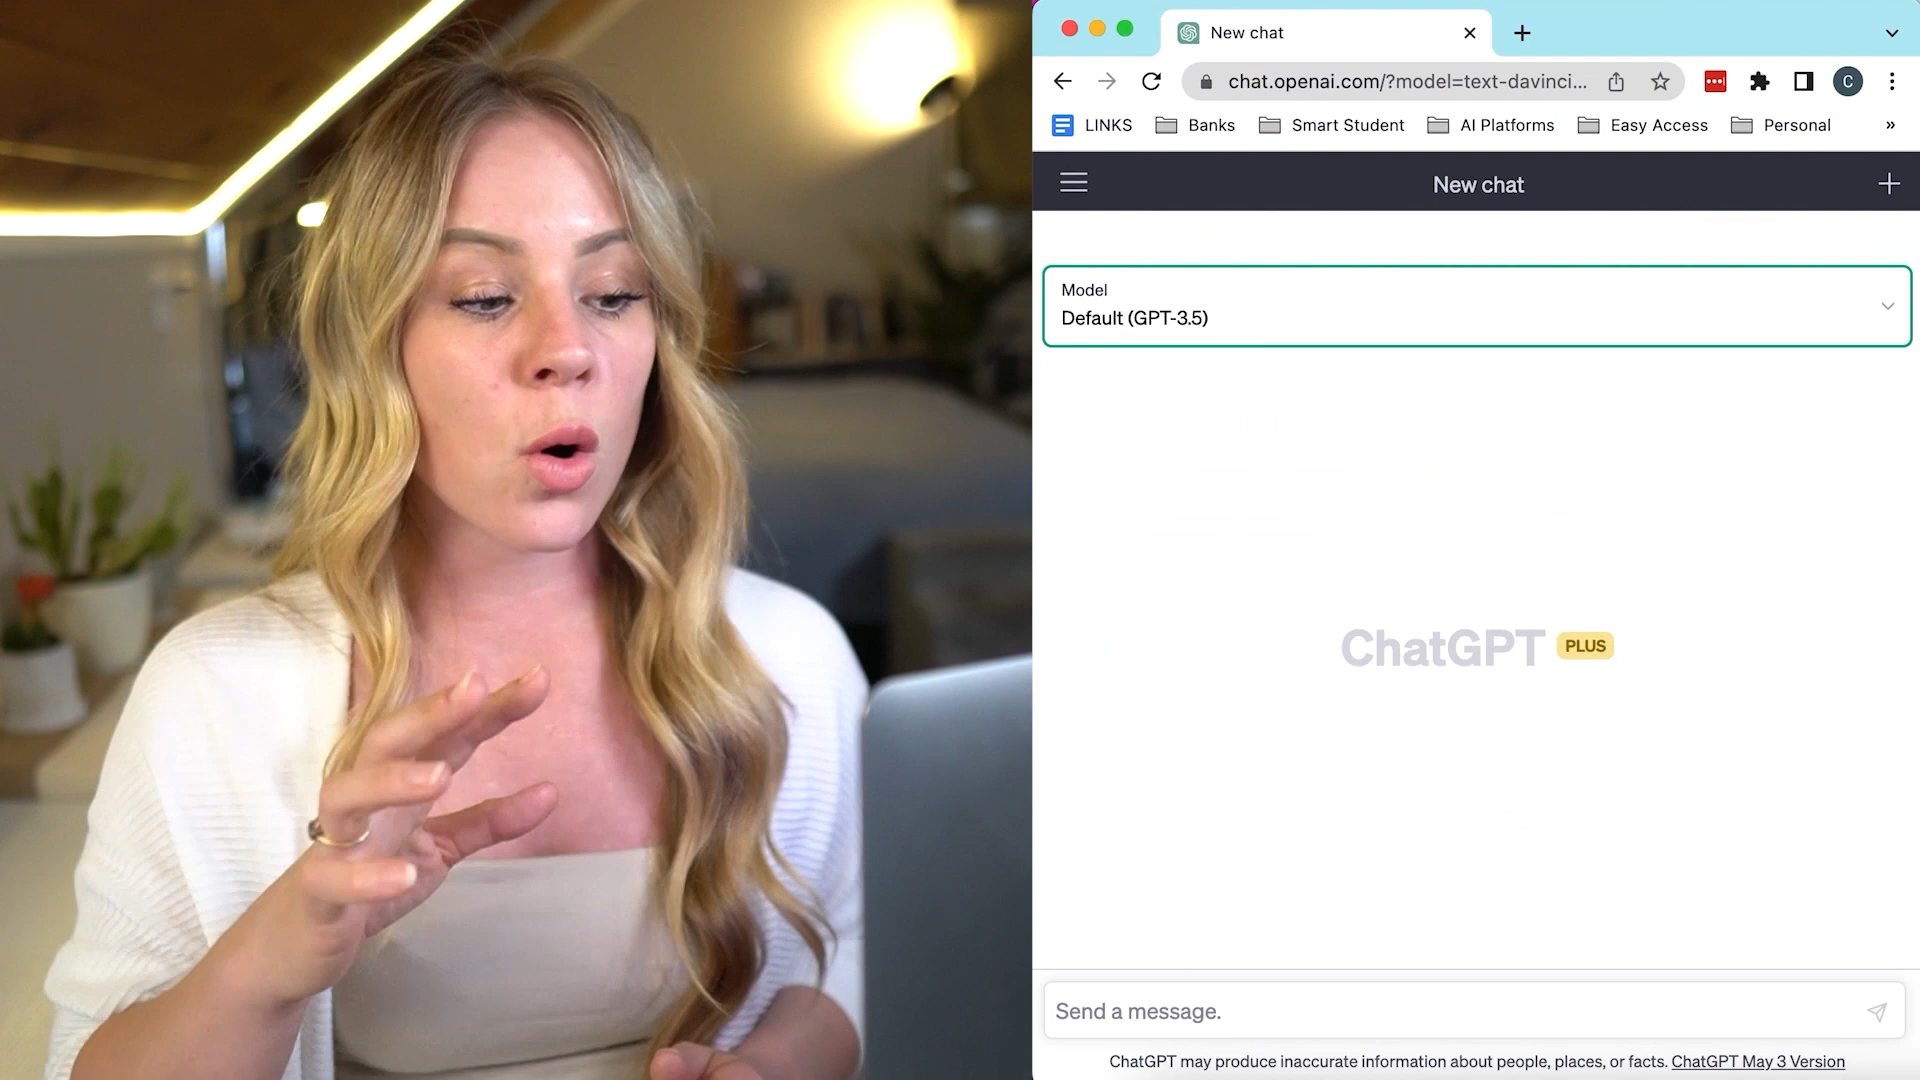 New chat
chat.openai.com/?model=text-davinci...
C
LINKS
Banks
Smart Student
AI Platforms
Easy Access
Personal
»
New chat
Model
Default (GPT-3.5)
ChatGPT PLUS
Send a message.
ChatGPT may produce inaccurate information about people, places, or facts. ChatGPT May 3 Version